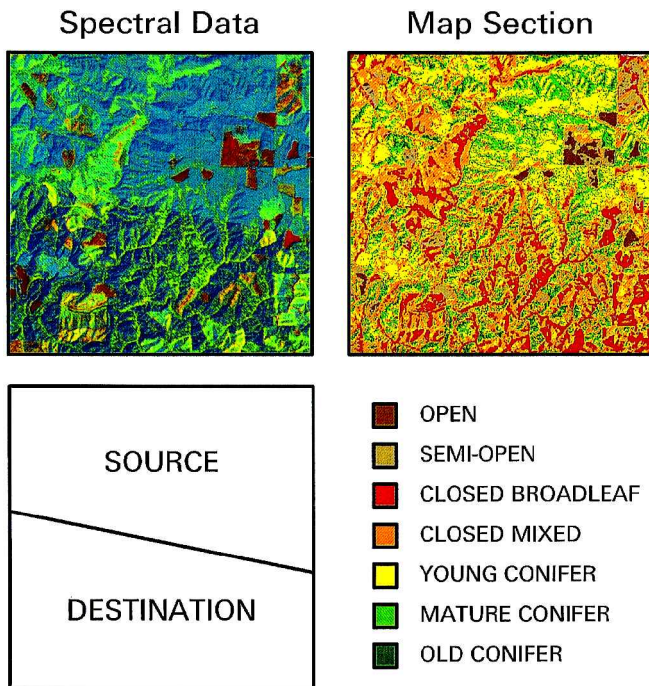 Spectral Data
Map Section
SOURCE
DESTINATION
OPEN
SEMI-OPEN
CLOSED BROADLEAF
CLOSED MIXED
YOUNG CONIFER
MATURE CONIFER
OLD CONIFER